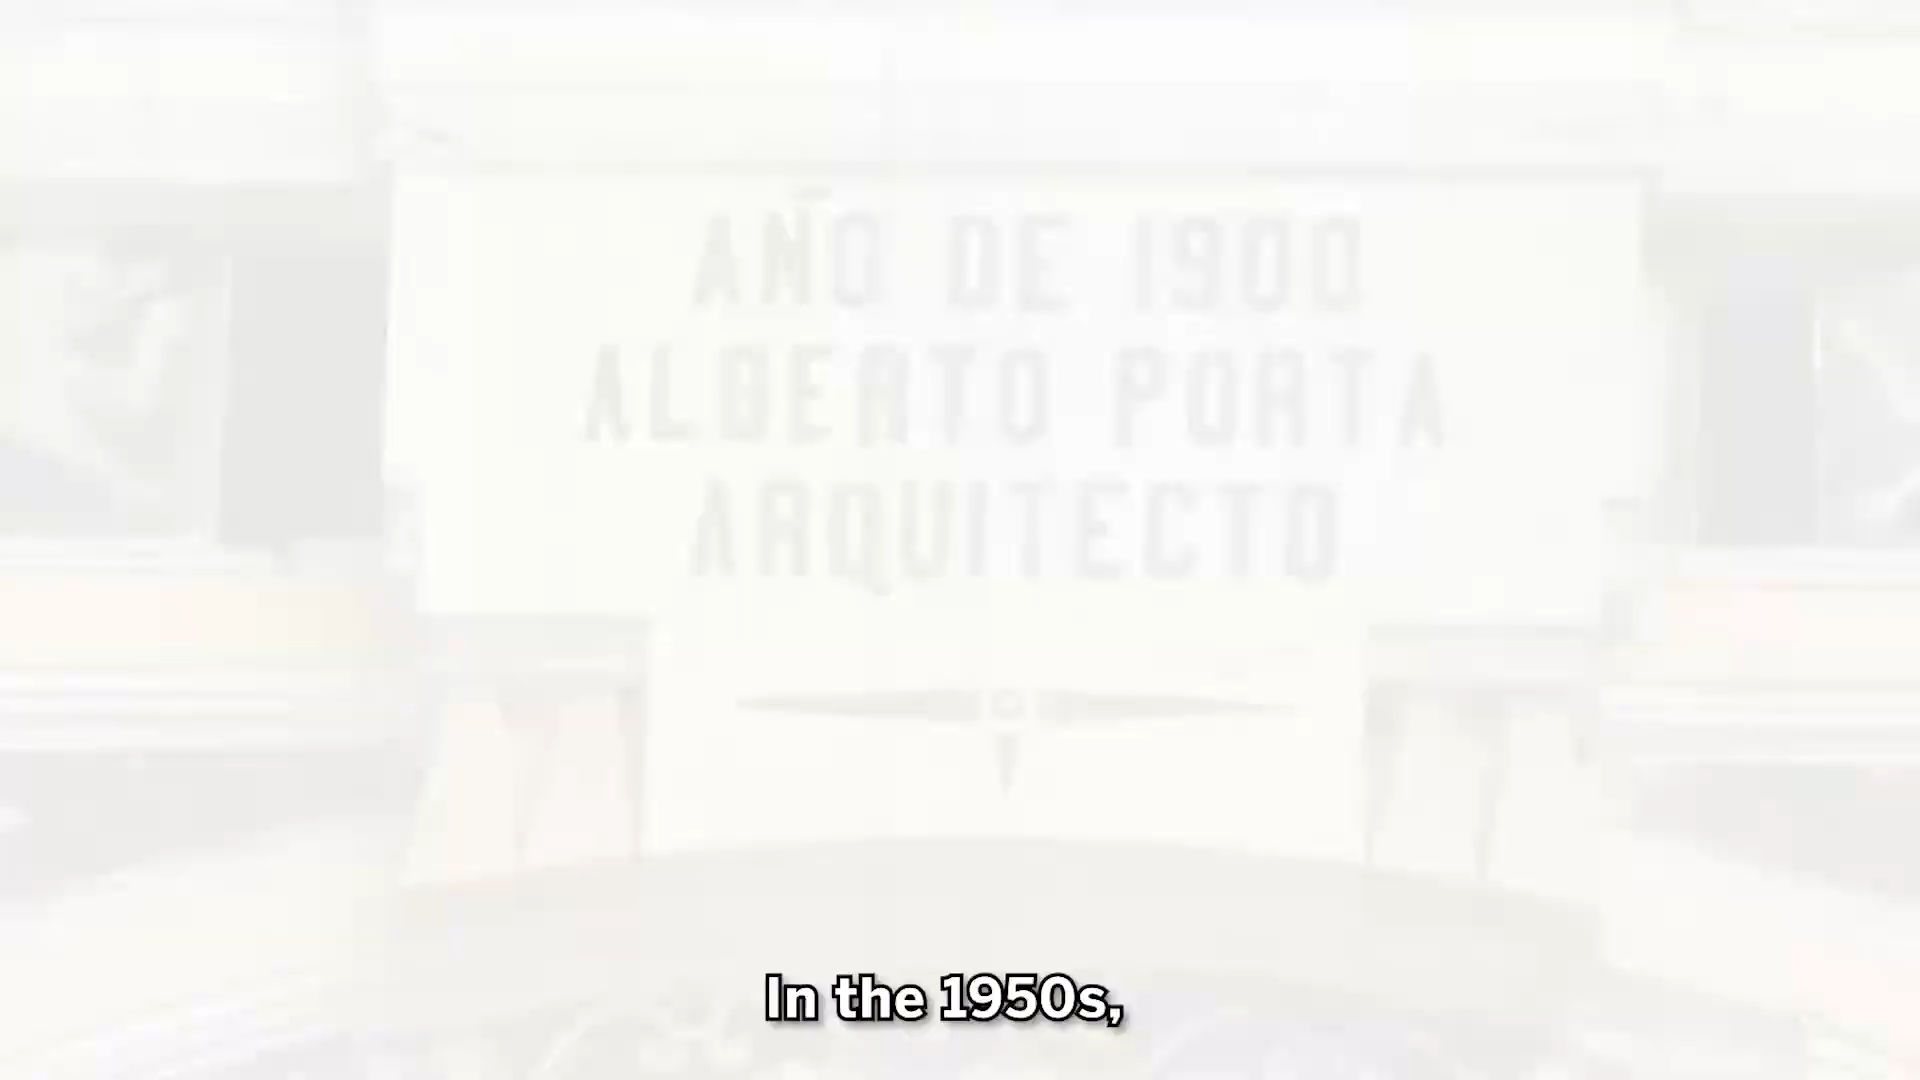 AÑO DE 1900
ALBERTO PORTA
ARQUITECTO
In the 1950s,